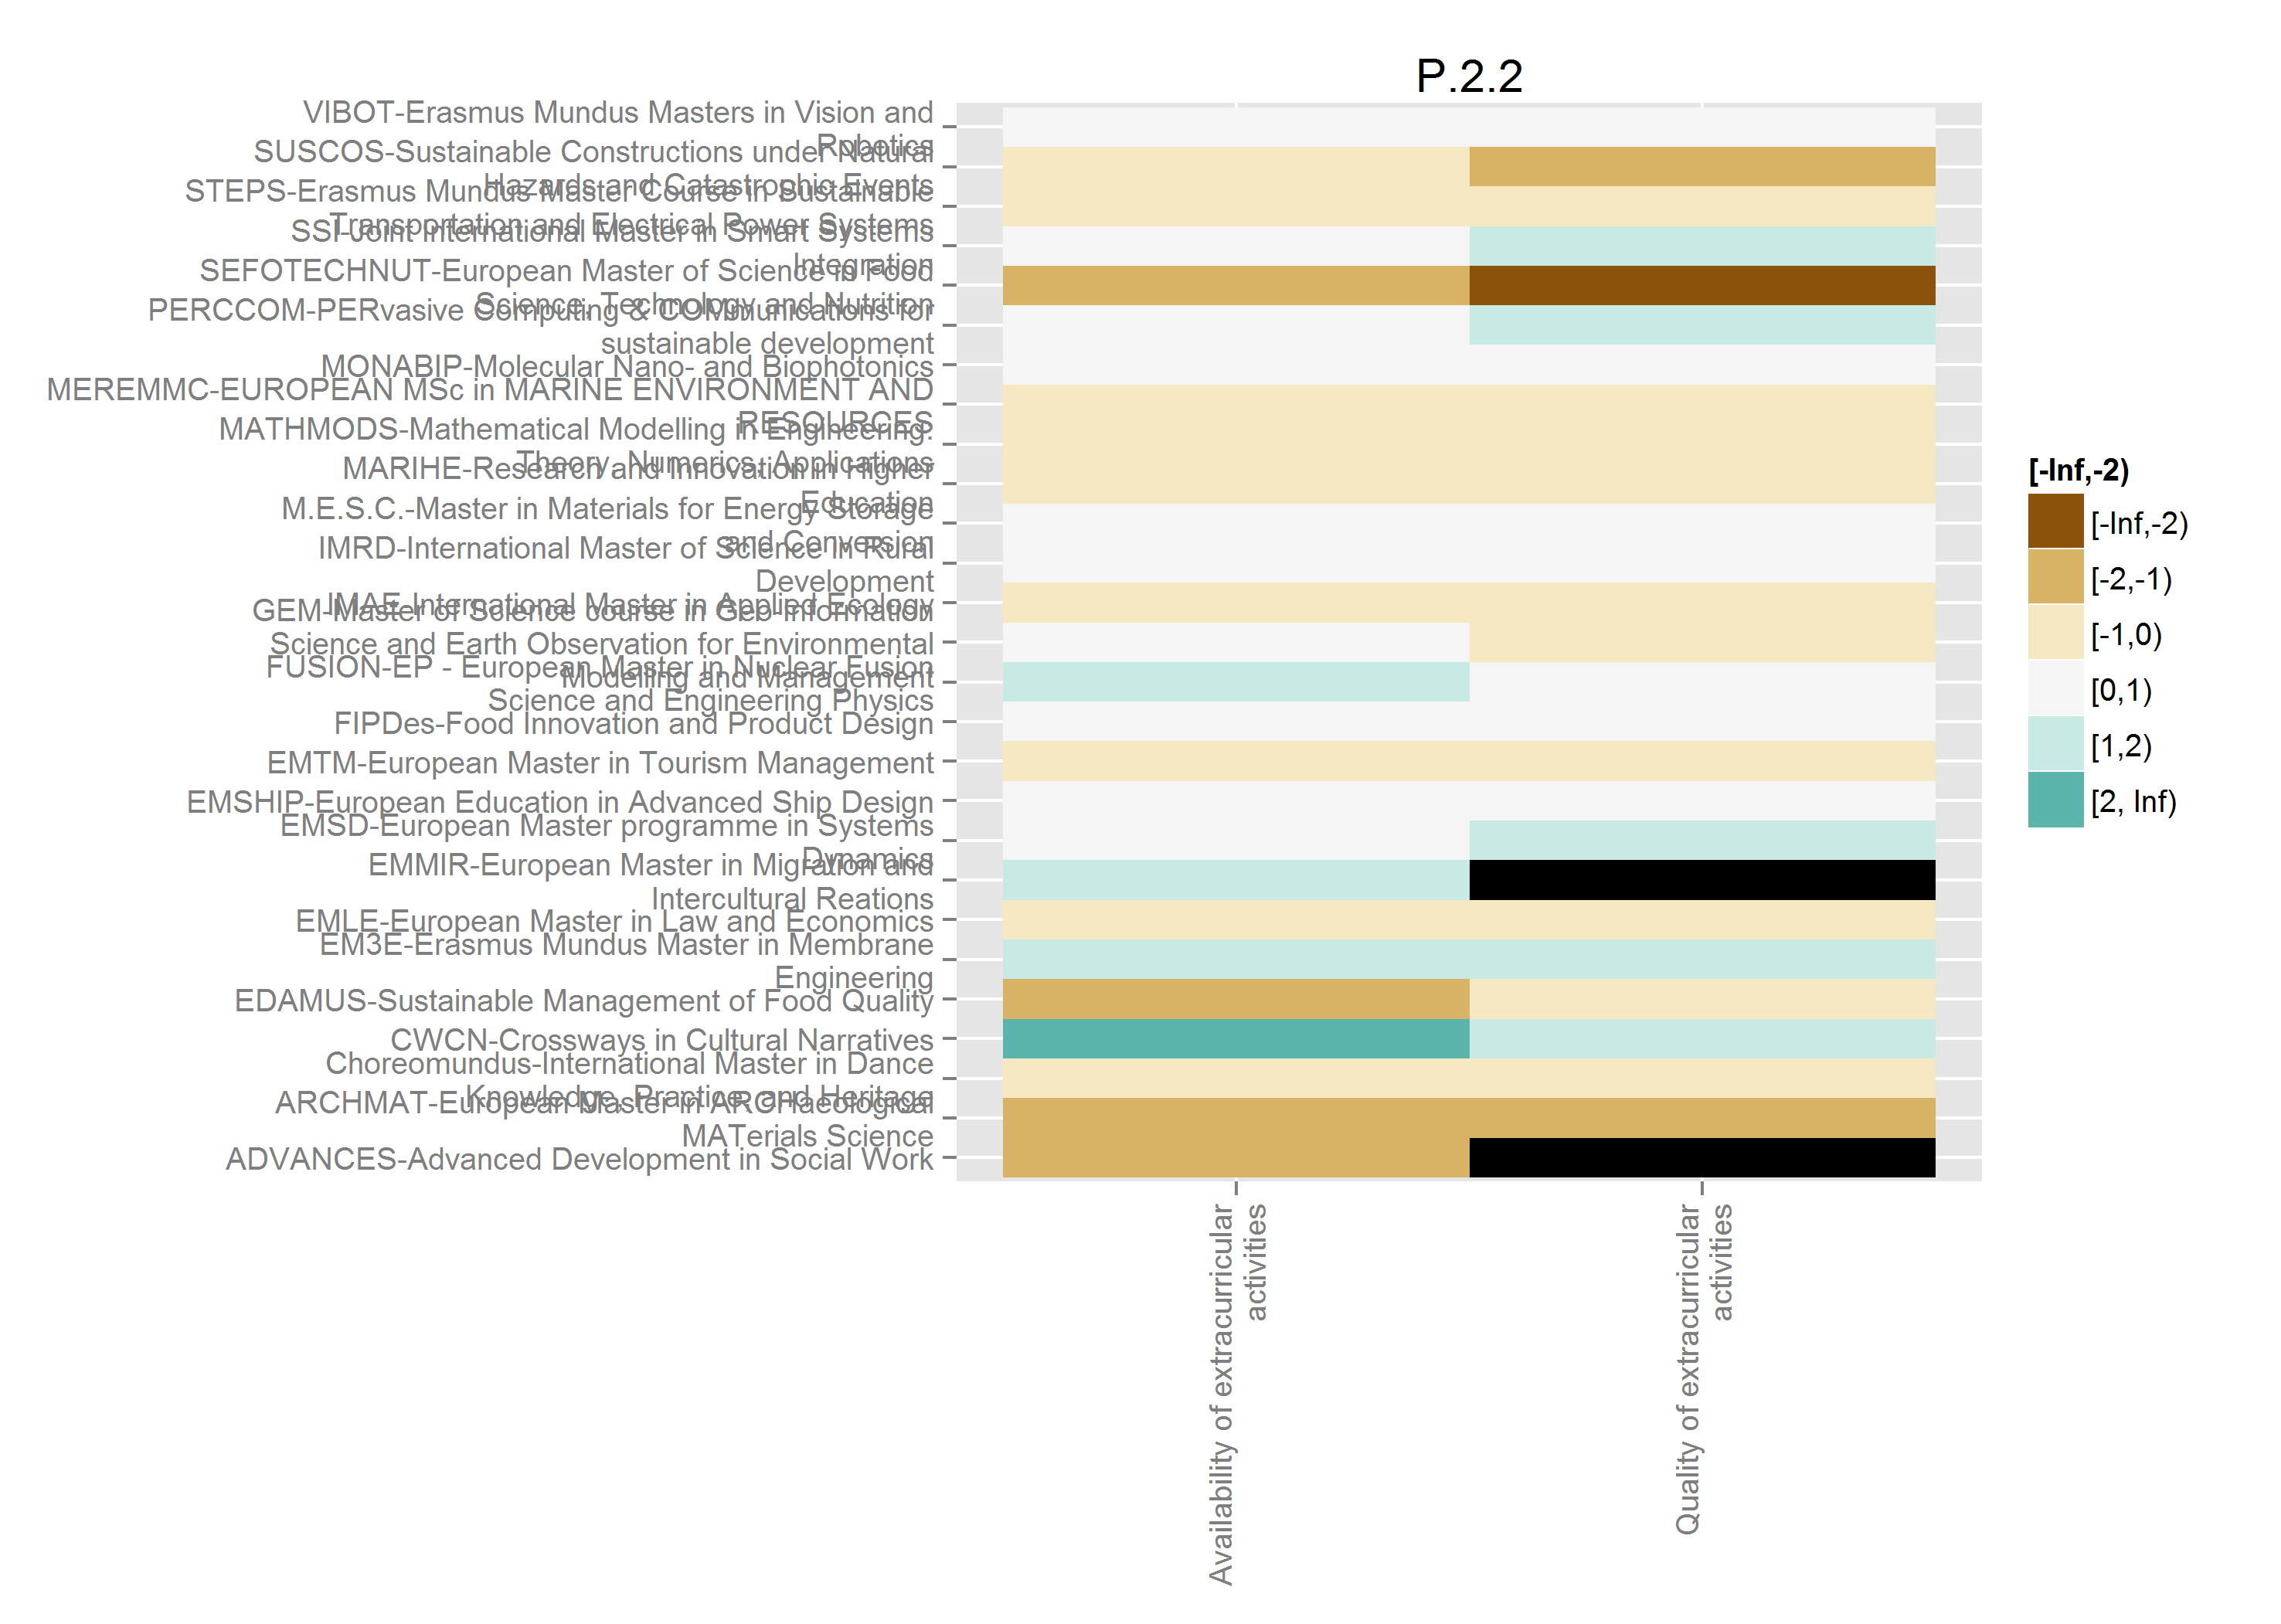 P.2.2
VIBOT-Erasmus Mundus Masters in Vision and
Robotics
SUSCOS-Sustainable Constructions under Natural
Hazards and Catastrophic Events
STEPS-Erasmus Mundus Master Course in Sustainable
Transportation and Electrical Power Systems
SSI-Joint International Master in Smart Systems
Integration
SEFOTECHNUT-European Master of Science in Food
Science, Technology and Nutrition
PERCCOM-PERvasive Computing & COMmunications for
sustainable development
MONABIP-Molecular Nano- and Biophotonics
MEREMMC-EUROPEAN MSc in MARINE ENVIRONMENT AND
RESOURCES
MATHMODS-Mathematical Modelling in Engineering:
Theory, Numerics, Applications
MARIHE-Research and Innovation in Higher
Education
M.E.S.C.-Master in Materials for Energy Storage
and Conversion
IMRD-International Master of Science in Rural
Development
IMAE-International Master in Applied Ecology
GEM-Master of Science course in Geo-information
Science and Earth Observation for Environmental
Modelling and Management
FUSION-EP - European Master in Nuclear Fusion
Science and Engineering Physics
FIPDes-Food Innovation and Product Design
EMTM-European Master in Tourism Management
EMSHIP-European Education in Advanced Ship Design
EMSD-European Master programme in Systems
Dynamics
EMMIR-European Master in Migration and
Intercultural Reations
EMLE-European Master in Law and Economics
EM3E-Erasmus Mundus Master in Membrane
Engineering
EDAMUS-Sustainable Management of Food Quality
CWCN-Crossways in Cultural Narratives
Choreomundus-International Master in Dance
Knowledge, Practice, and Heritage
ARCHMAT-European Master in ARCHaeological
MATerials Science
ADVANCES-Advanced Development in Social Work
Availability of extracurricular
activities
Quality of extracurricular
activities
[-Inf,-2)
[-Inf,-2)
[-2,-1)
[-1,0)
[0,1)
[1,2)
[2, Inf)